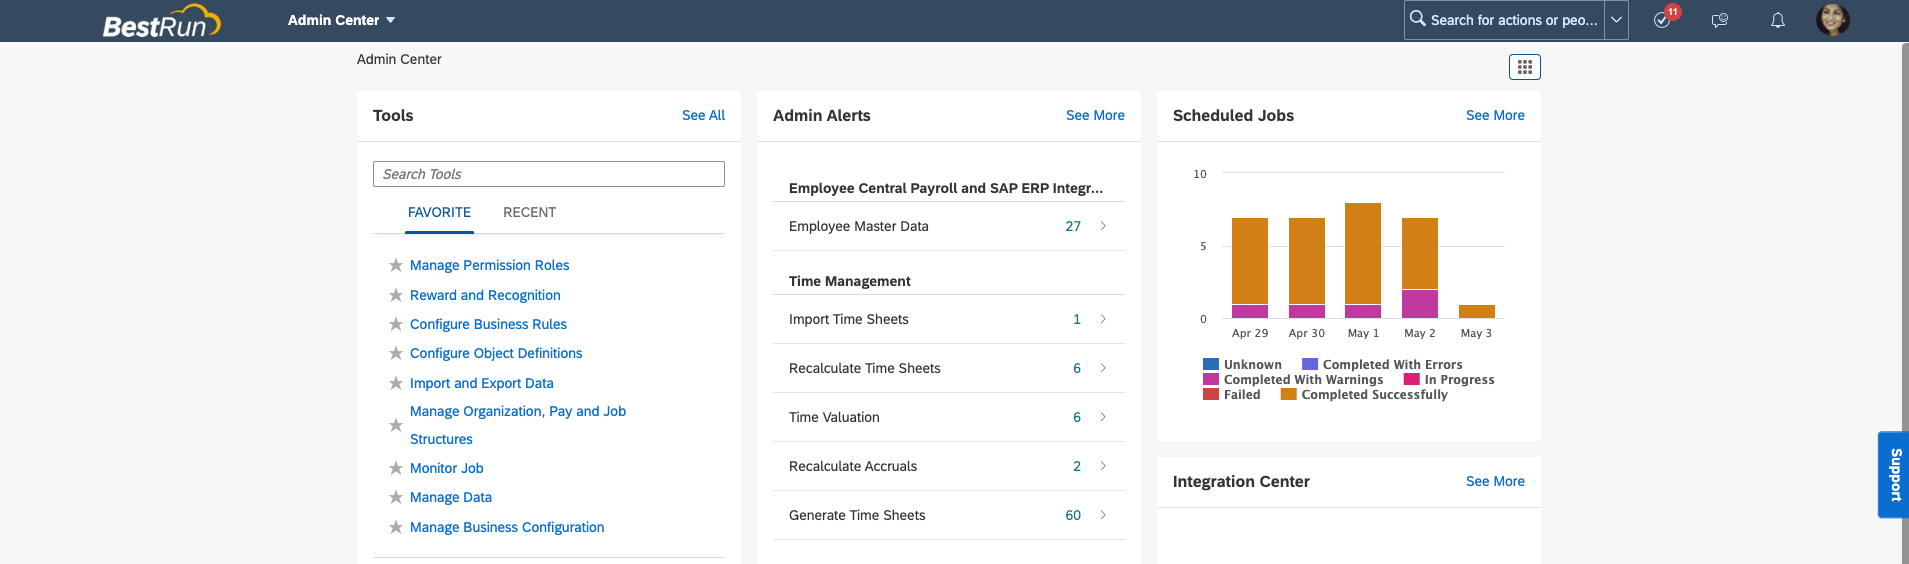 BestRun
Admin Center
Search for actions or peo...
11
Admin Center
Tools
See All
Search Tools
FAVORITE
RECENT
Manage Permission Roles
Reward and Recognition
Configure Business Rules
Configure Object Definitions
Import and Export Data
Manage Organization, Pay and Job
Structures
Monitor Job
Manage Data
Manage Business Configuration
Admin Alerts
See More
Employee Central Payroll and SAP ERP Integr...
Employee Master Data 27
Time Management
Import Time Sheets 1
Recalculate Time Sheets 6
Time Valuation 6
Recalculate Accruals 2
Generate Time Sheets 60
Scheduled Jobs
See More
10
5
0
Apr 29 Apr 30 May 1 May 2 May 3
Unknown Completed With Errors
Completed With Warnings In Progress
Failed Completed Successfully
Integration Center
See More
Support